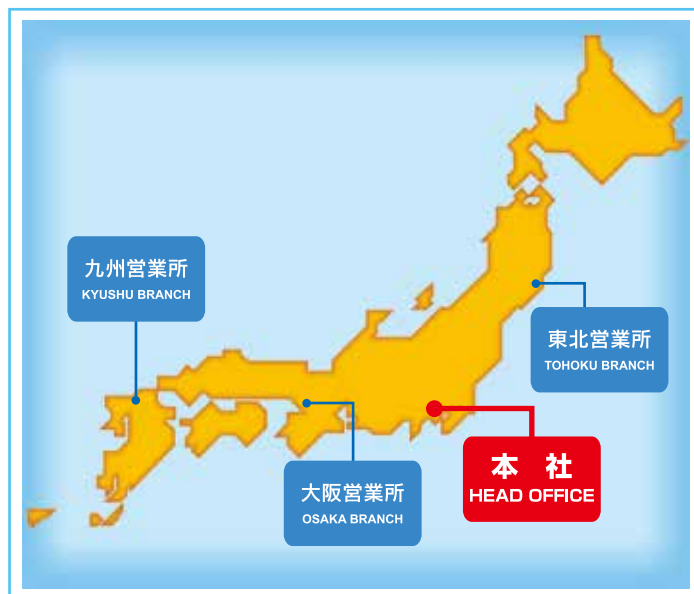 九州営業所
KYUSHU BRANCH
東北営業所
TOHOKU BRANCH
本 社
HEAD OFFICE
大阪営業所
OSAKA BRANCH